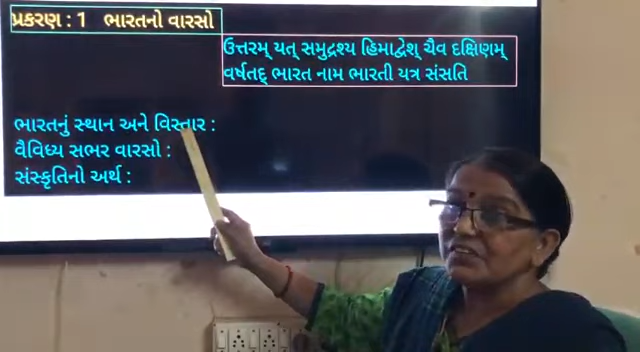 પ્રકરણ : 1 ભારતનો વારસો
ઉત્તરમ્ યત્ સમુદ્રશ્ય હિમાદ્વેશ્ ચૈવ દક્ષિણમ્
વર્ષતદ્ ભારત નામ ભારતી યત્ર સંસતિ
ભારતનું સ્થાન અને વિસ્તાર :
વૈવિધ્ય સભર વારસો :
સંસ્કૃતિનો અર્થ :